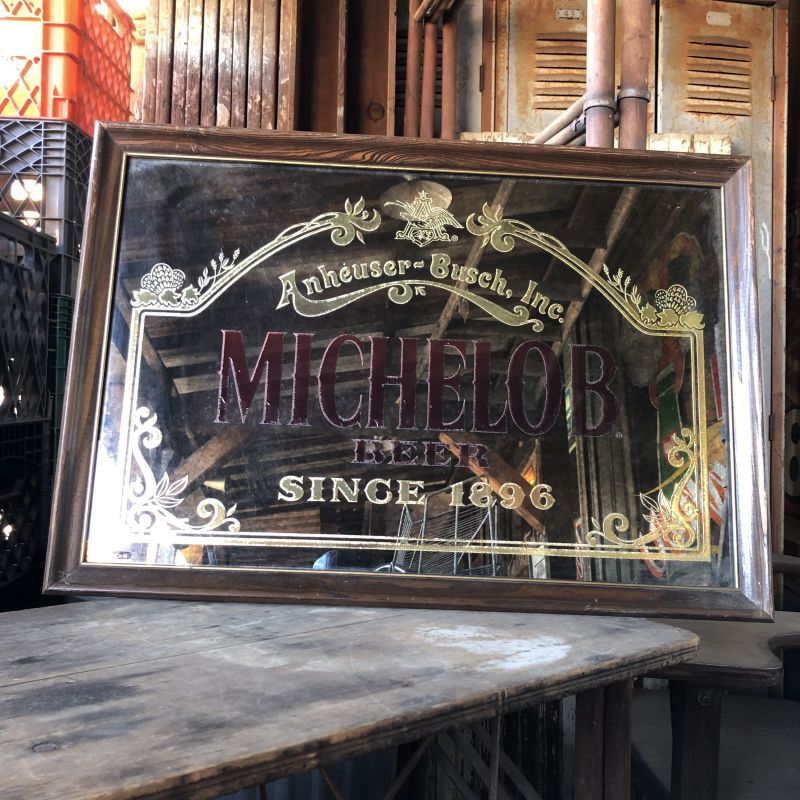 Anheuser-Busch, Inc.
MICHELOB®
BEER
SINCE 1896